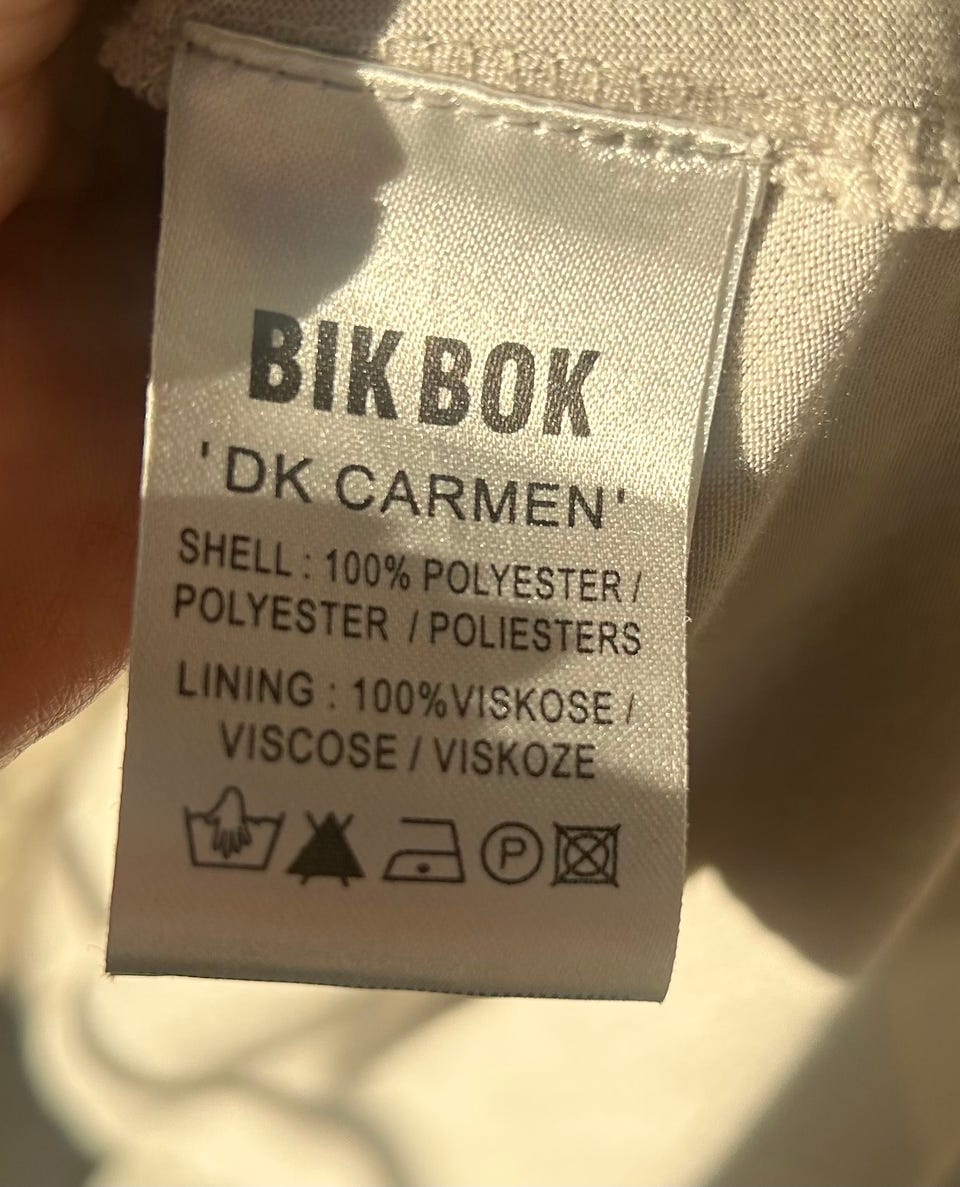 BIK BOK
'DK CARMEN'
SHELL : 100% POLYESTER /
POLYESTER / POLIESTERS
LINING : 100%VISKOSE /
VISCOSE / VISKOZE
P